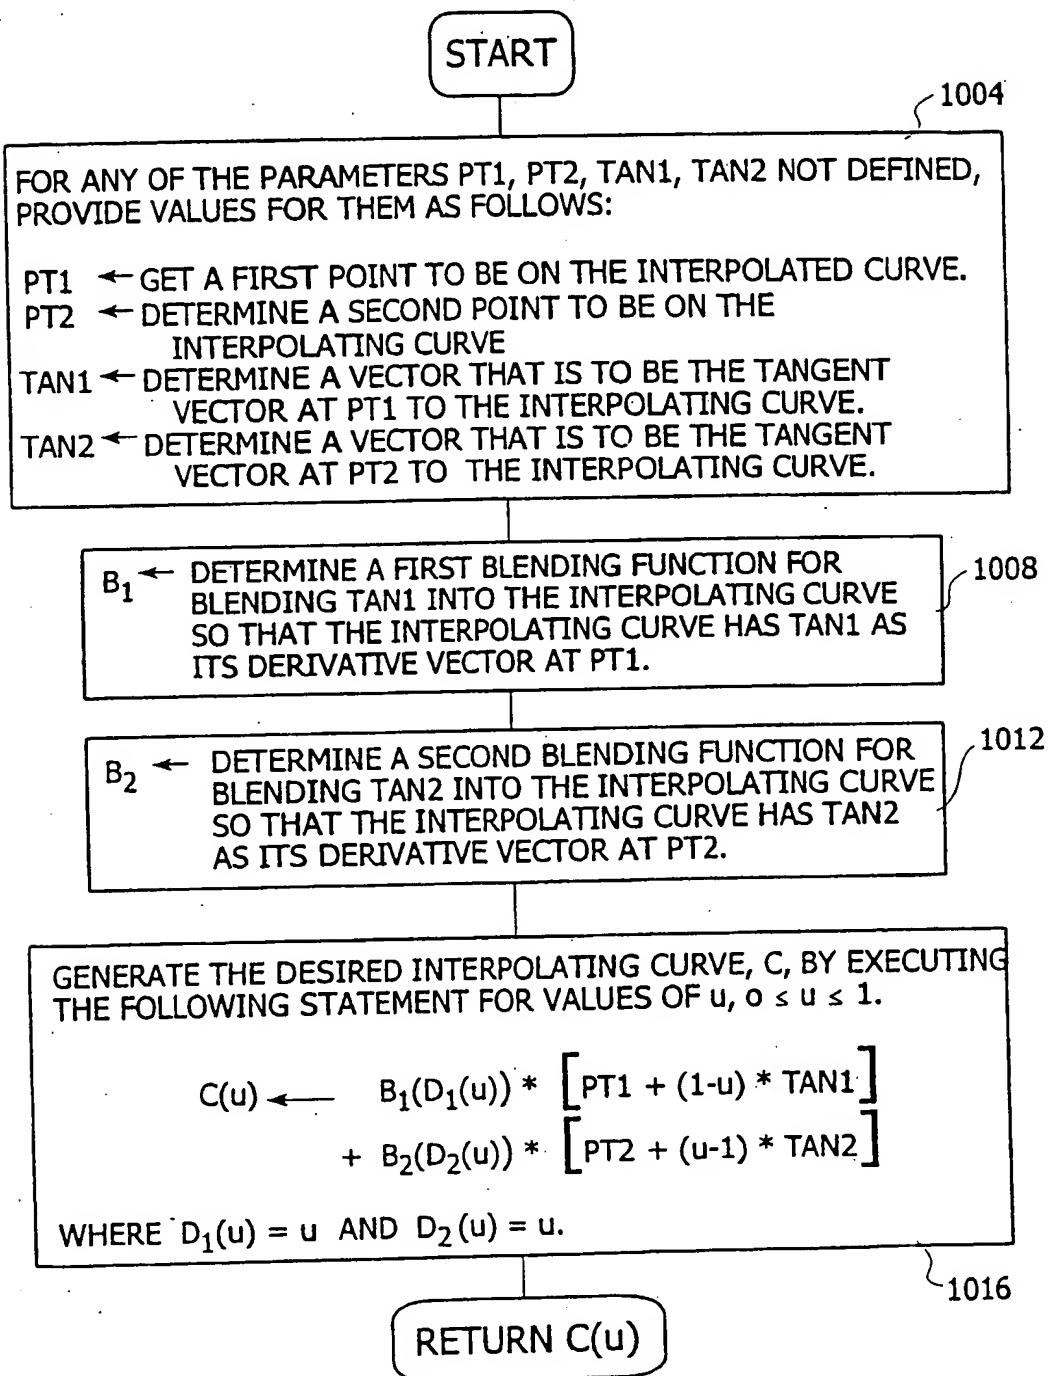 START
1004
FOR ANY OF THE PARAMETERS PT1, PT2, TAN1, TAN2 NOT DEFINED,
PROVIDE VALUES FOR THEM AS FOLLOWS:
PT1 ← GET A FIRST POINT TO BE ON THE INTERPOLATED CURVE.
PT2 ← DETERMINE A SECOND POINT TO BE ON THE
INTERPOLATING CURVE
TAN1 ← DETERMINE A VECTOR THAT IS TO BE THE TANGENT
VECTOR AT PT1 TO THE INTERPOLATING CURVE.
TAN2 ← DETERMINE A VECTOR THAT IS TO BE THE TANGENT
VECTOR AT PT2 TO THE INTERPOLATING CURVE.
B₁ ← DETERMINE A FIRST BLENDING FUNCTION FOR
BLENDING TAN1 INTO THE INTERPOLATING CURVE
SO THAT THE INTERPOLATING CURVE HAS TAN1 AS
ITS DERIVATIVE VECTOR AT PT1.
1008
B₂ ← DETERMINE A SECOND BLENDING FUNCTION FOR
BLENDING TAN2 INTO THE INTERPOLATING CURVE
SO THAT THE INTERPOLATING CURVE HAS TAN2
AS ITS DERIVATIVE VECTOR AT PT2.
1012
GENERATE THE DESIRED INTERPOLATING CURVE, C, BY EXECUTING
THE FOLLOWING STATEMENT FOR VALUES OF u, o ≤ u ≤ 1.
C(u) ← B₁(D₁(u)) * [PT1 + (1-u) * TAN1]
+ B₂(D₂(u)) * [PT2 + (u-1) * TAN2]
WHERE D₁(u) = u AND D₂(u) = u.
1016
RETURN C(u)